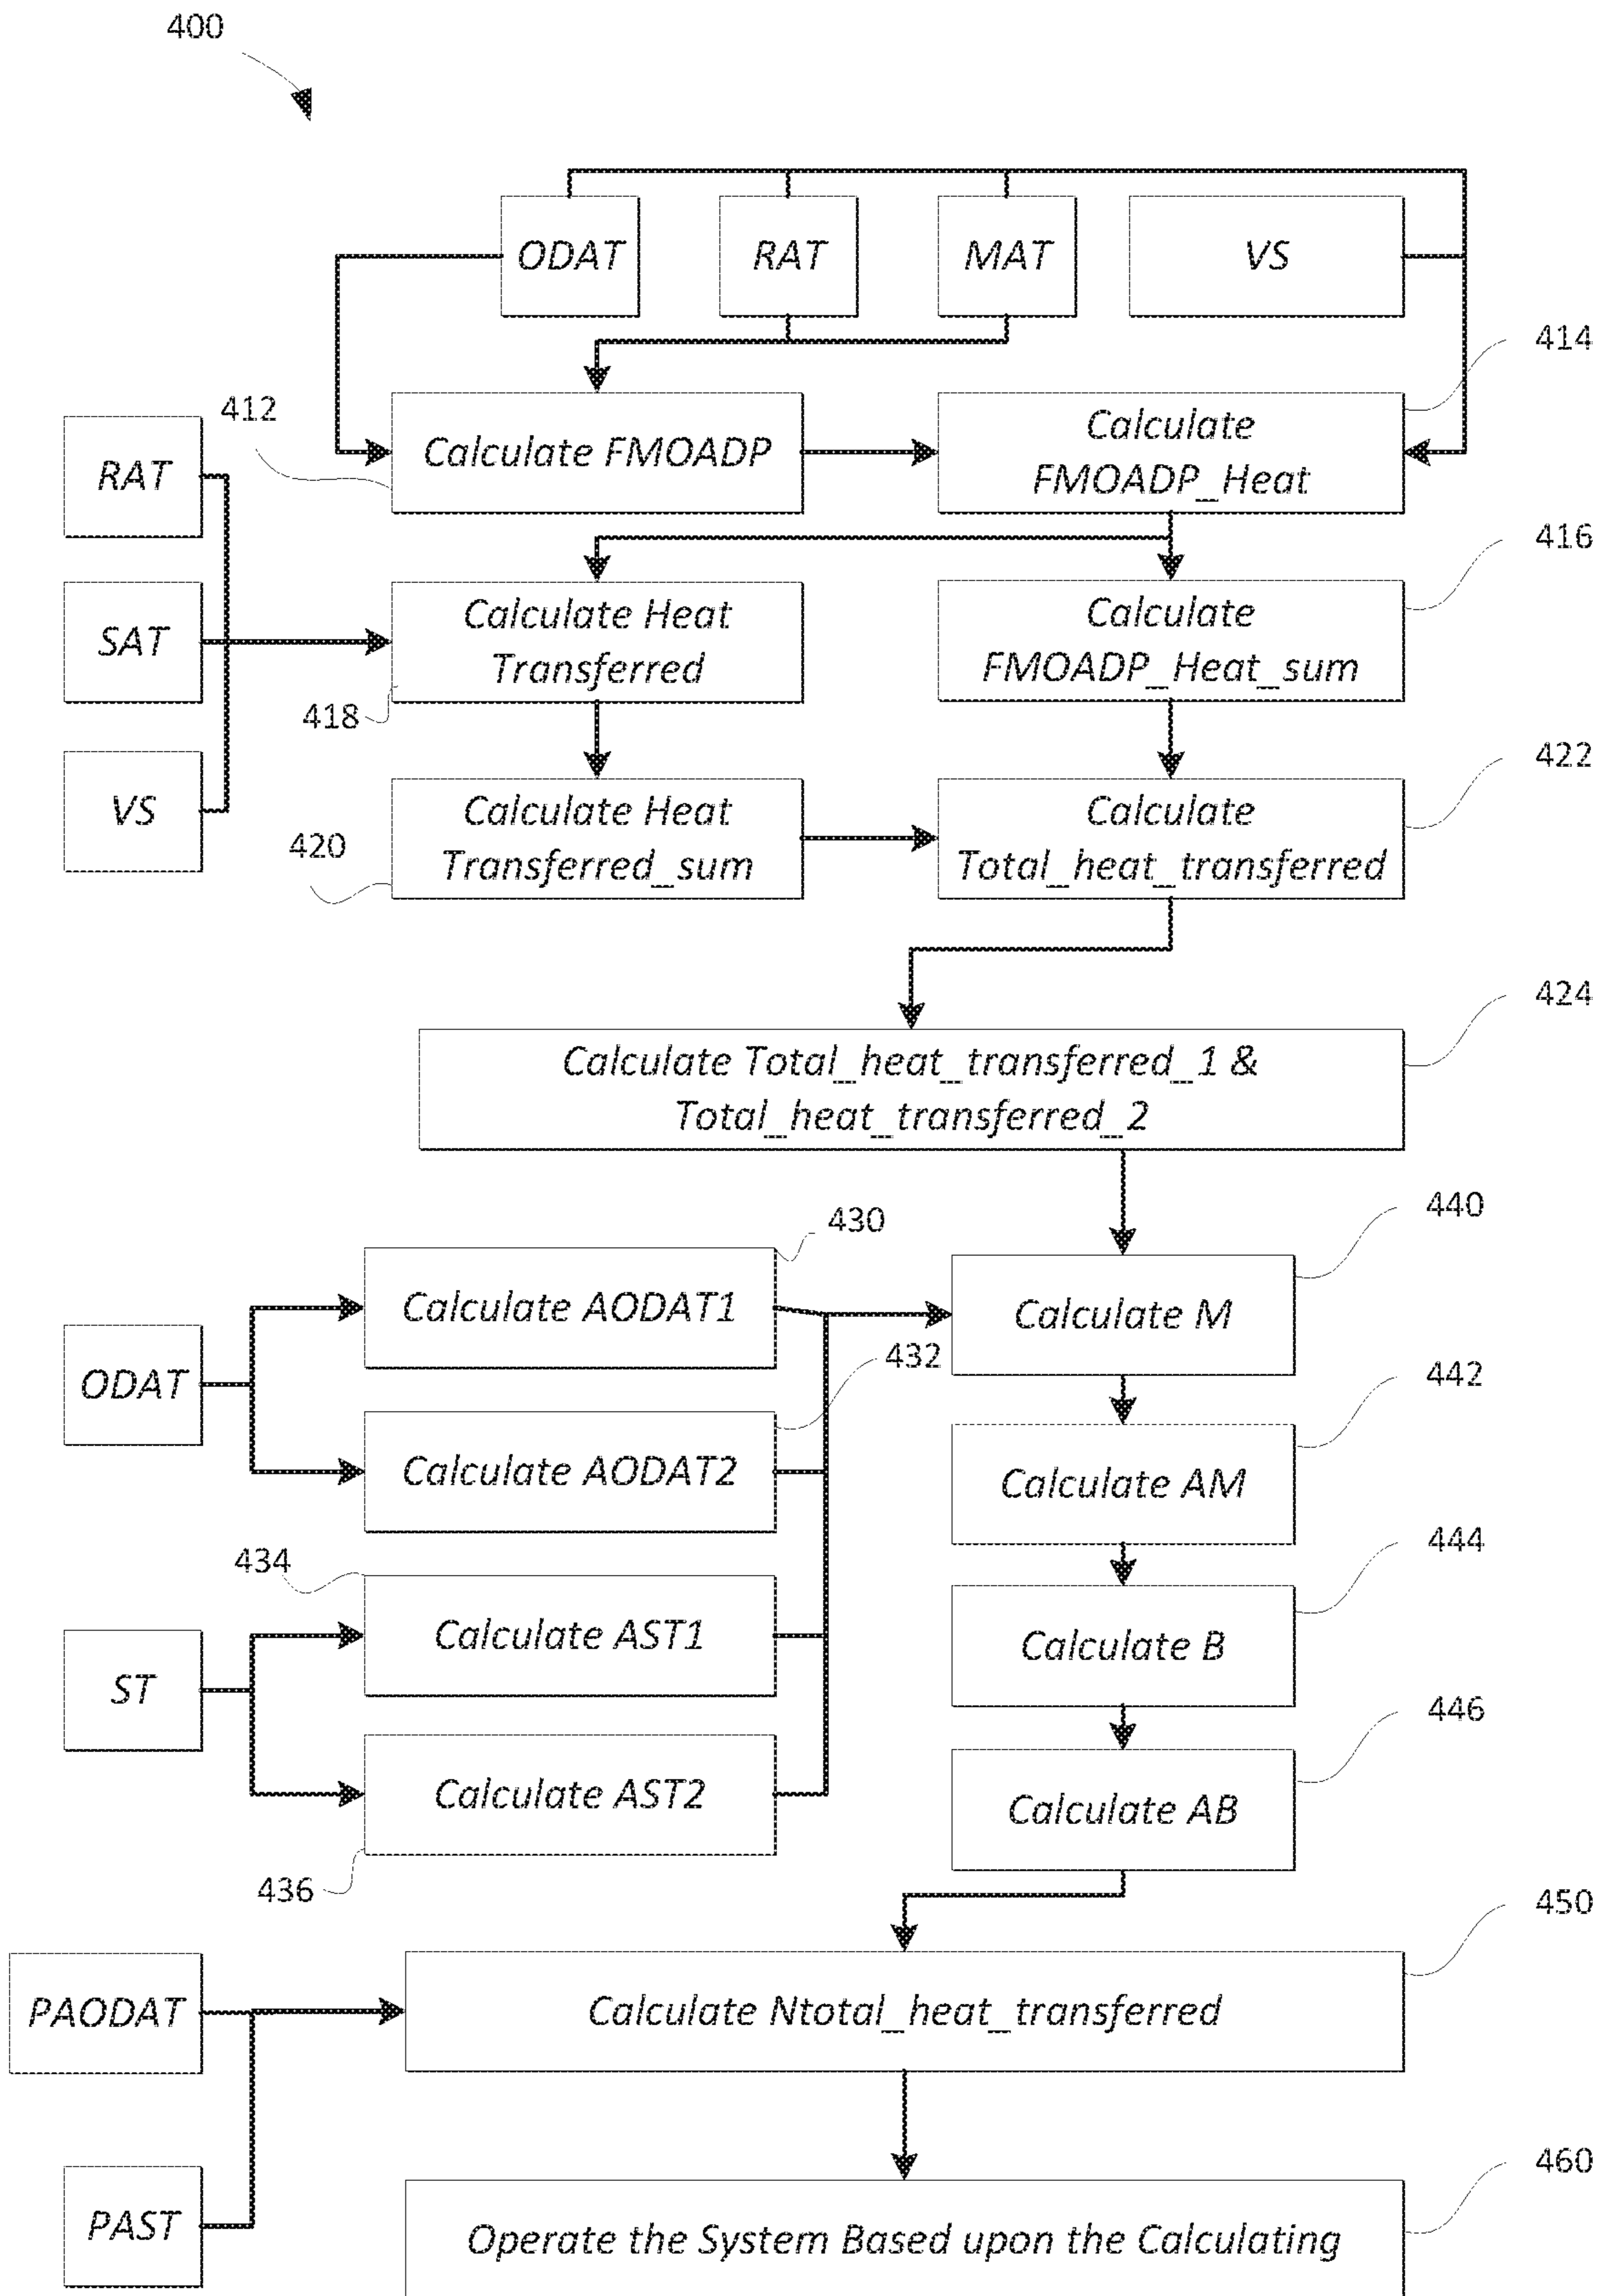 400
ODAT
RAT
MAT
VS
414
412
Calculate FMOADP
Calculate
FMOADP_Heat
RAT
416
SAT
Calculate Heat
Transferred
418
Calculate
FMOADP_Heat_sum
422
VS
420
Calculate Heat
Transferred_sum
Calculate
Total_heat_transferred
424
Calculate Total_heat_transferred_1 &
Total_heat_transferred_2
440
430
Calculate AODAT1
Calculate M
432
ODAT
442
Calculate AODAT2
Calculate AM
434
444
Calculate AST1
Calculate B
ST
446
Calculate AST2
Calculate AB
436
450
PAODAT
Calculate Ntotal_heat_transferred
460
PAST
Operate the System Based upon the Calculating